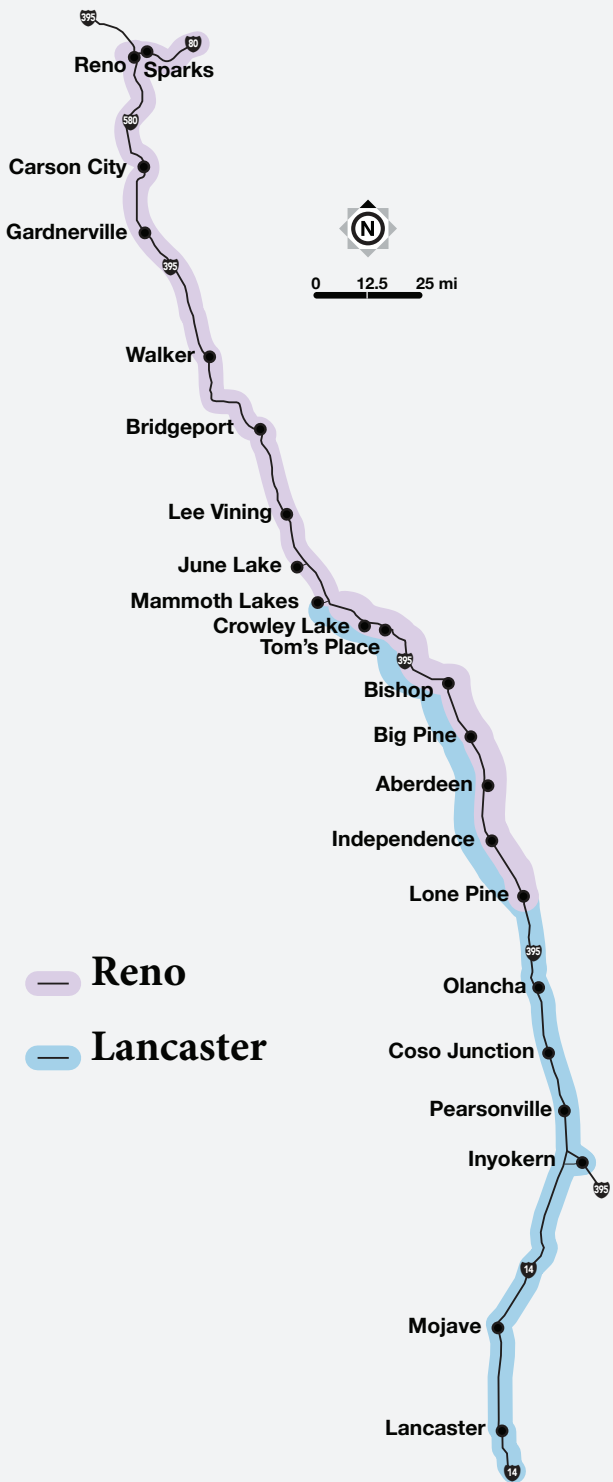 395
80
Reno
Sparks
580
Carson City
Gardnerville
N
395
0 12.5 25 mi
Walker
Bridgeport
Lee Vining
June Lake
Mammoth Lakes
Crowley Lake
Tom's Place
395
Bishop
Big Pine
Aberdeen
Independence
Lone Pine
395
Reno
Olancha
Lancaster
Coso Junction
Pearsonville
Inyokern
395
14
Mojave
Lancaster
14